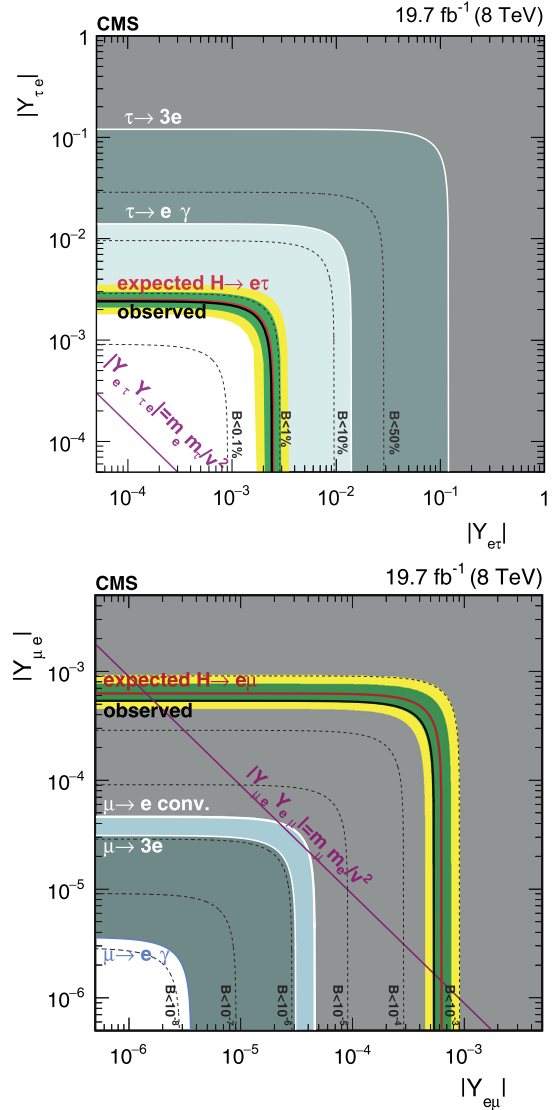 CMS 19.7 fb⁻¹ (8 TeV)
|Y_τe|
1
10⁻¹
10⁻²
10⁻³
10⁻⁴
τ→ 3e
τ→ e γ
expected H→ eτ
observed
|Y_eτ Y_τe|=m_e m_τ/v²
B<0.1%
B<1%
B<10%
B<50%
10⁻⁴ 10⁻³ 10⁻² 10⁻¹ 1
|Y_eτ|
CMS 19.7 fb⁻¹ (8 TeV)
|Y_μe|
10⁻³
10⁻⁴
10⁻⁵
10⁻⁶
expected H→ eμ
observed
|Y_μe Y_eμ|=m_μ m_e/v²
μ→ e conv.
μ→ 3e
μ→ e γ
B<10⁻⁸
B<10⁻⁷
B<10⁻⁶
B<10⁻⁵
B<10⁻⁴
B<10⁻³
10⁻⁶ 10⁻⁵ 10⁻⁴ 10⁻³
|Y_eμ|